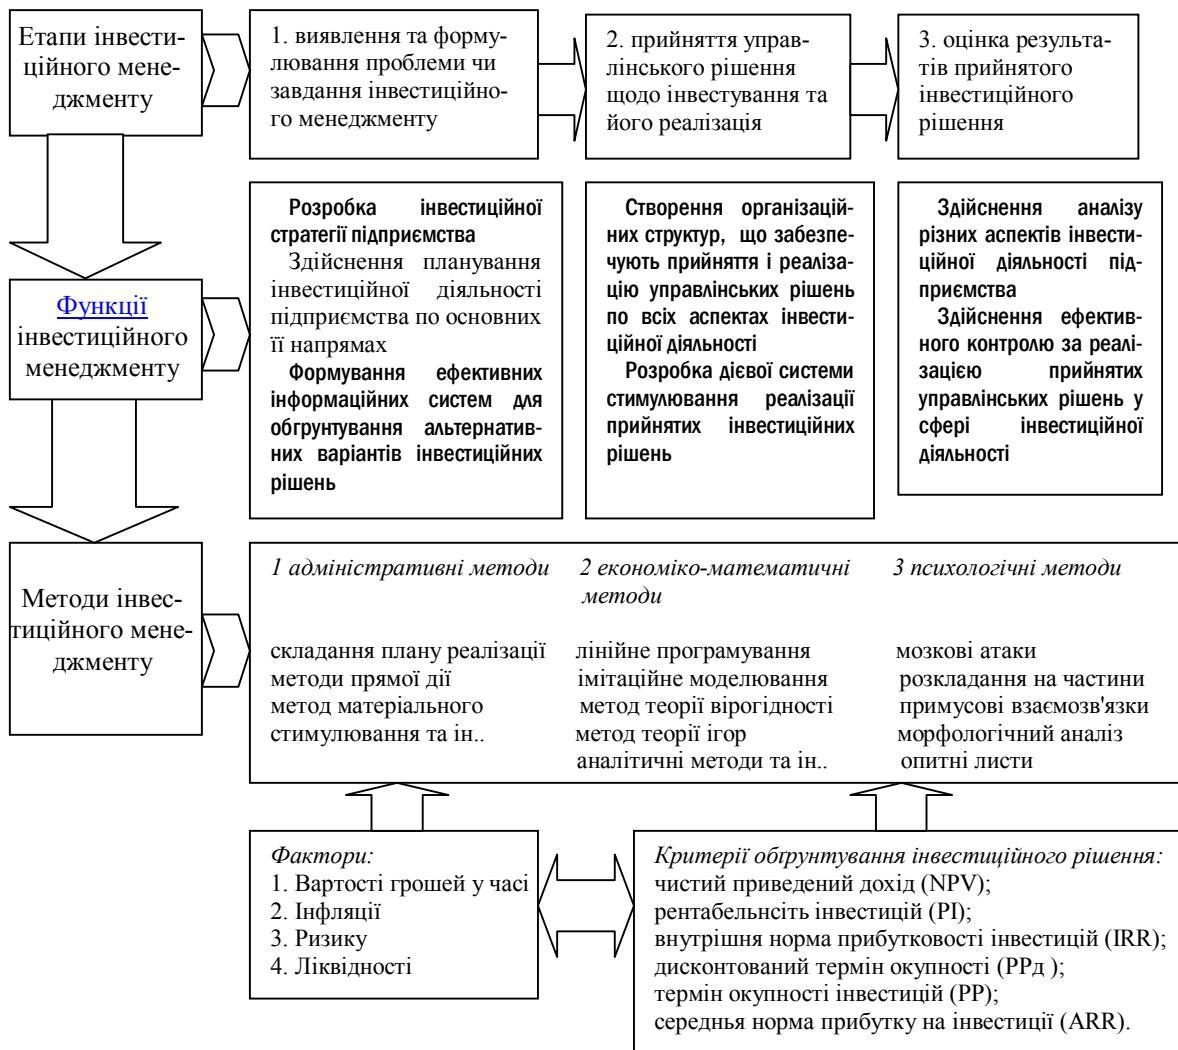 Етапи інвести-
ційного мене-
джменту
1. виявлення та форму-
лювання проблеми чи
завдання інвестиційно-
го менеджменту
2. прийняття управ-
лінського рішення
щодо інвестування та
його реалізація
3. оцінка результа-
тів прийнятого
інвестиційного
рішення
Функції
інвестиційного
менеджменту
Розробка інвестиційної
стратегії підприємства
Здійснення планування
інвестиційної діяльності
підприємства по основних
її напрямах
Формування ефективних
інформаційних систем для
обгрунтування альтернатив-
них варіантів інвестиційних
рішень
Створення організацій-
них структур, що забезпе-
чують прийняття і реаліза-
цію управлінських рішень
по всіх аспектах інвести-
ційної діяльності
Розробка дієвої системи
стимулювання реалізації
прийнятих інвестиційних
рішень
Здійснення аналізу
різних аспектів інвести-
ційної діяльності під-
приємства
Здійснення ефектив-
ного контролю за реалі-
зацією прийнятих
управлінських рішень у
сфері інвестиційної
діяльності
Методи інвес-
тиційного мене-
джменту
1 адміністративні методи
складання плану реалізації
методи прямої дії
метод матеріального
стимулювання та ін..
2 економіко-математичні
методи
лінійне програмування
імітаційне моделювання
метод теорії вірогідності
метод теорії ігор
аналітичні методи та ін..
3 психологічні методи
мозкові атаки
розкладання на частини
примусові взаємозв'язки
морфологічний аналіз
опитні листи
Фактори:
1. Вартості грошей у часі
2. Інфляції
3. Ризику
4. Ліквідності
Критерії обґрунтування інвестиційного рішення:
чистий приведений дохід (NPV);
рентабельнсіть інвестицій (PI);
внутрішня норма прибутковості інвестицій (IRR);
дисконтований термін окупності (PPд );
термін окупності інвестицій (PP);
середнья норма прибутку на інвестиції (ARR).